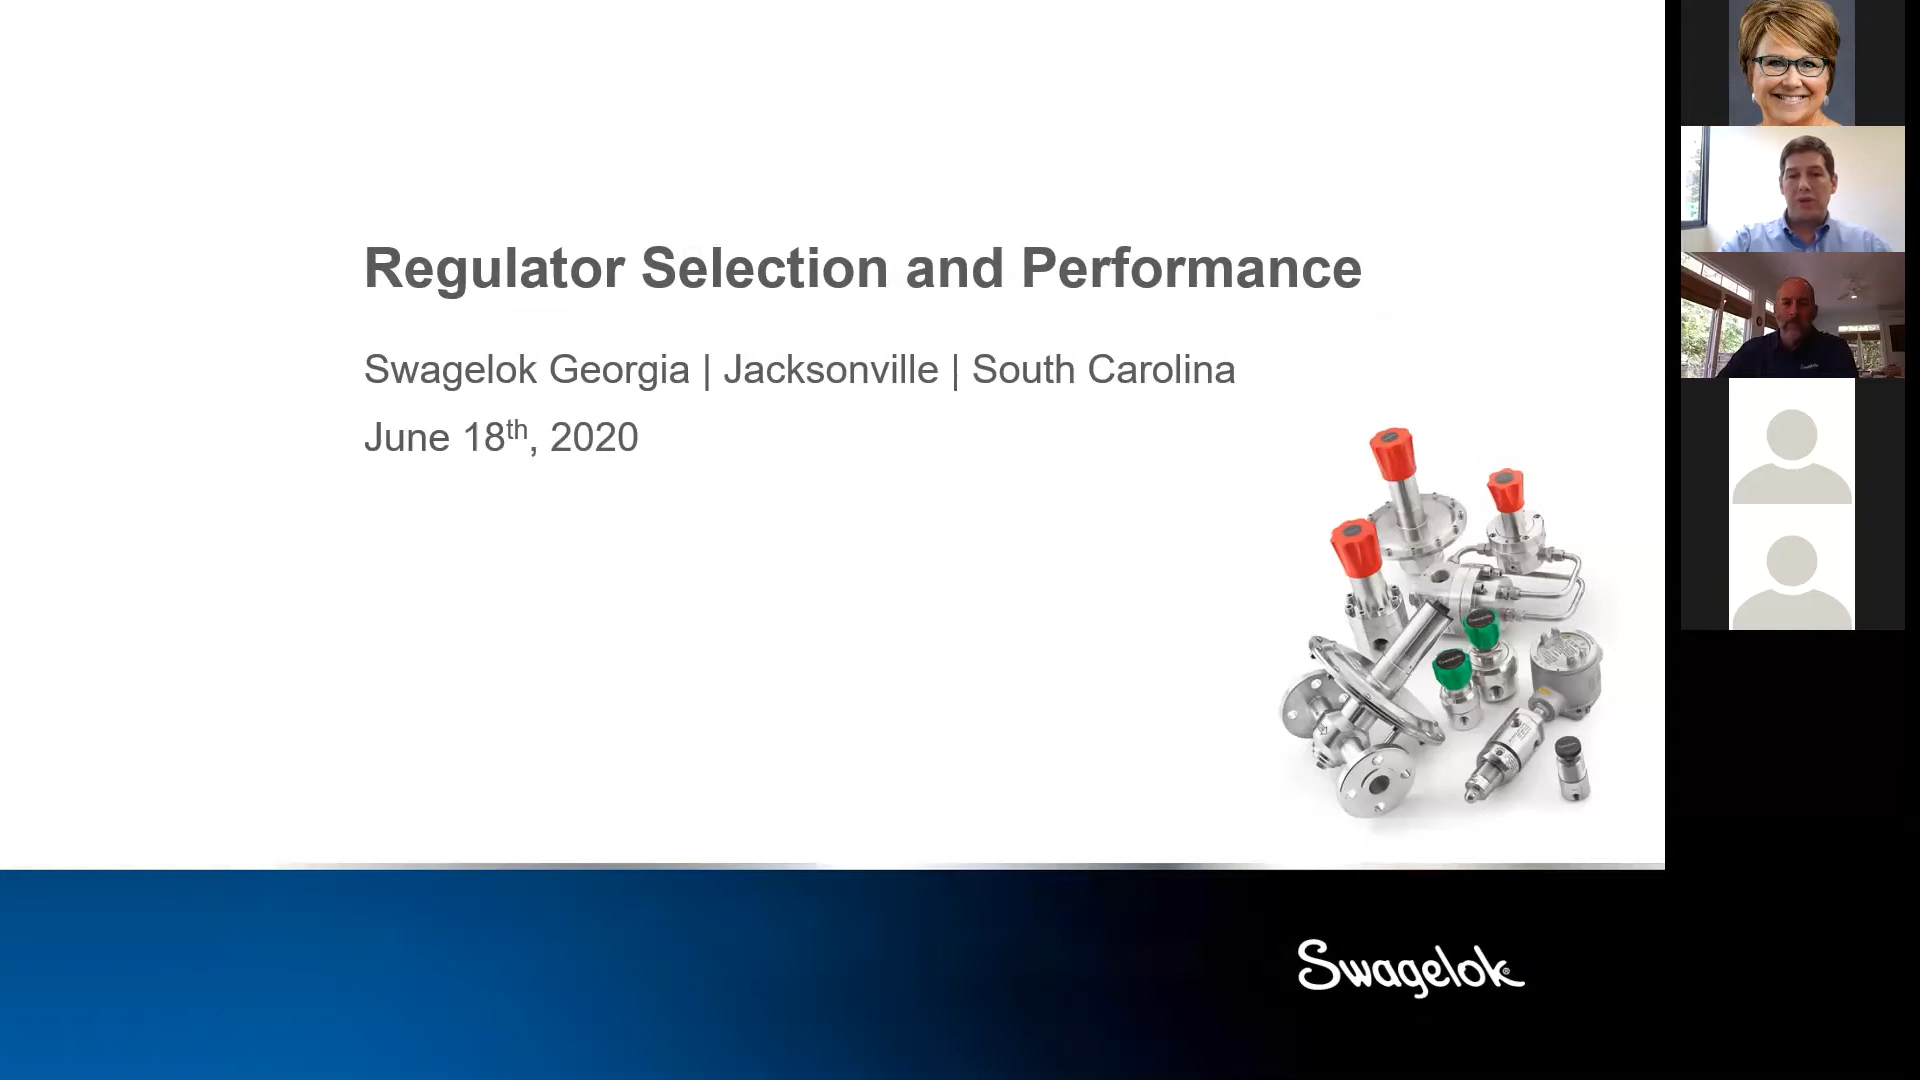 Regulator Selection and Performance
Swagelok Georgia | Jacksonville | South Carolina
June 18th, 2020
Swagelok